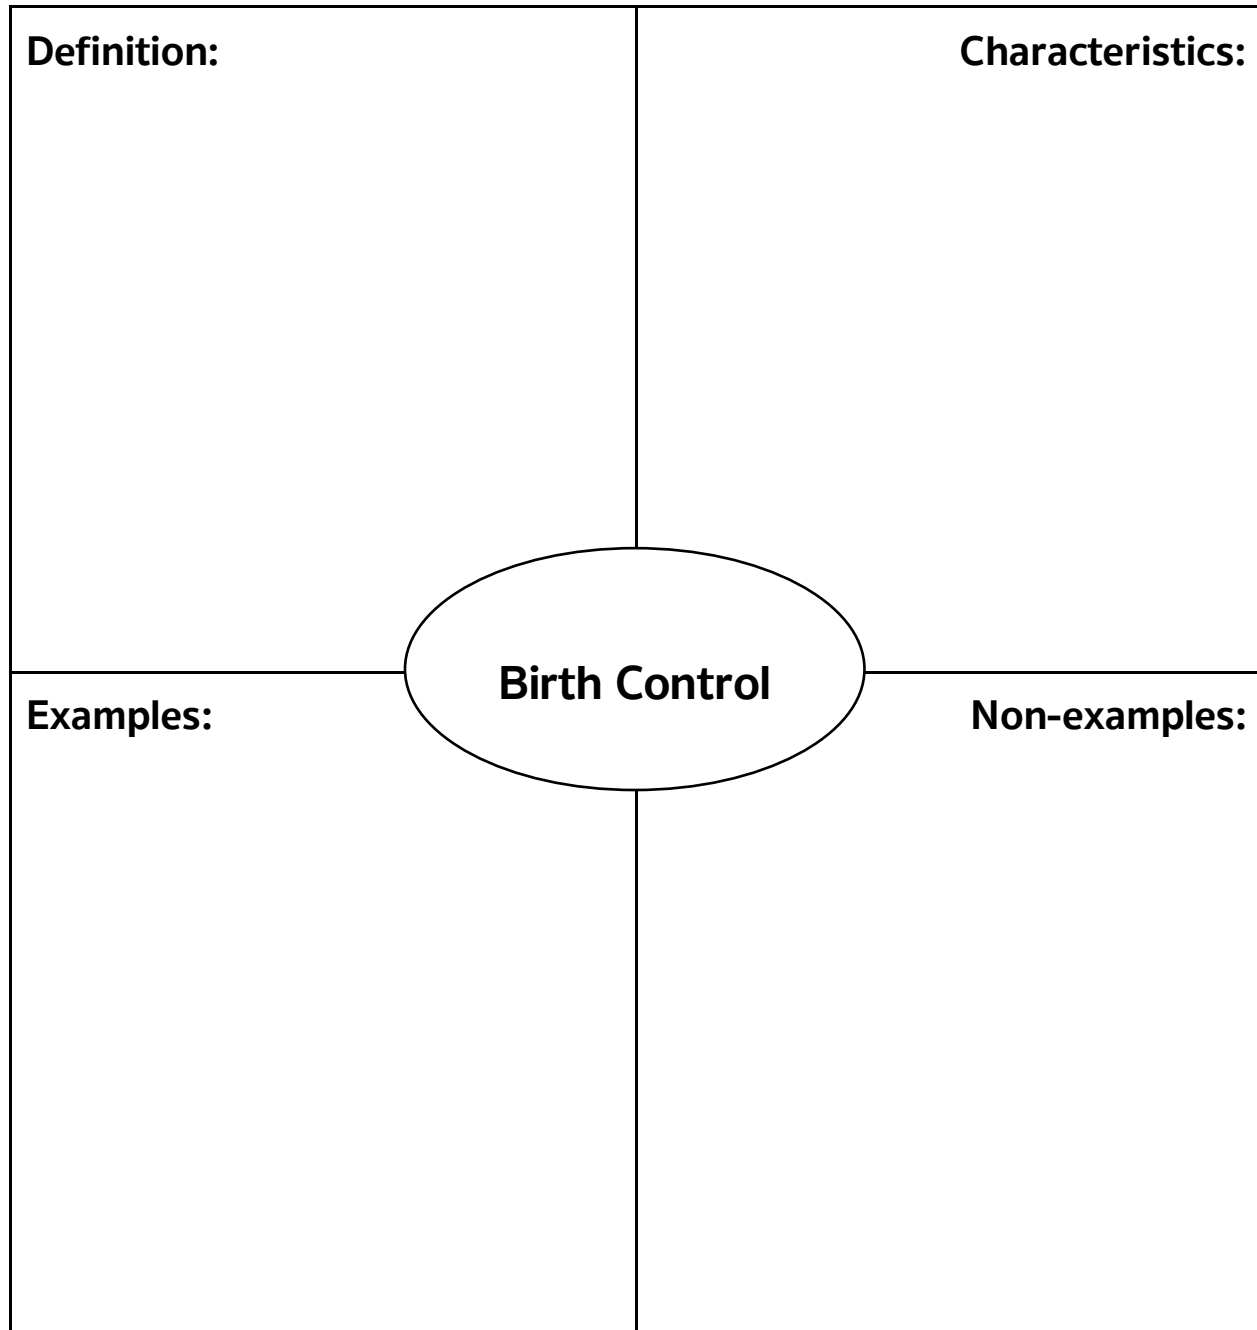 Definition:
Characteristics:
Birth Control
Examples:
Non-examples: